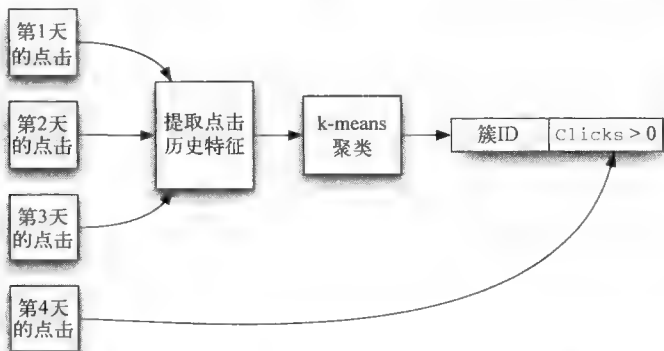 第1天
的点击
第2天
的点击
第3天
的点击
第4天
的点击
提取点击
历史特征
k-means
聚类
簇ID
Clicks > 0